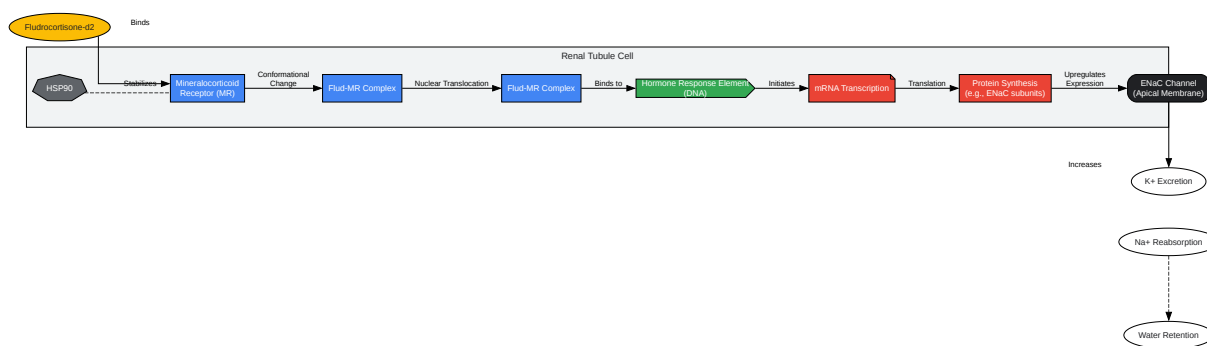 Fludrocortisone-d2
Binds
Renal Tubule Cell
HSP90
Stabilizes
Mineralocorticoid
Receptor (MR)
Conformational
Change
Flud-MR Complex
Nuclear Translocation
Flud-MR Complex
Binds to
Hormone Response Element
(DNA)
Initiates
mRNA Transcription
Translation
Protein Synthesis
(e.g., ENaC subunits)
Upregulates
Expression
ENaC Channel
(Apical Membrane)
Increases
K+ Excretion
Na+ Reabsorption
Water Retention